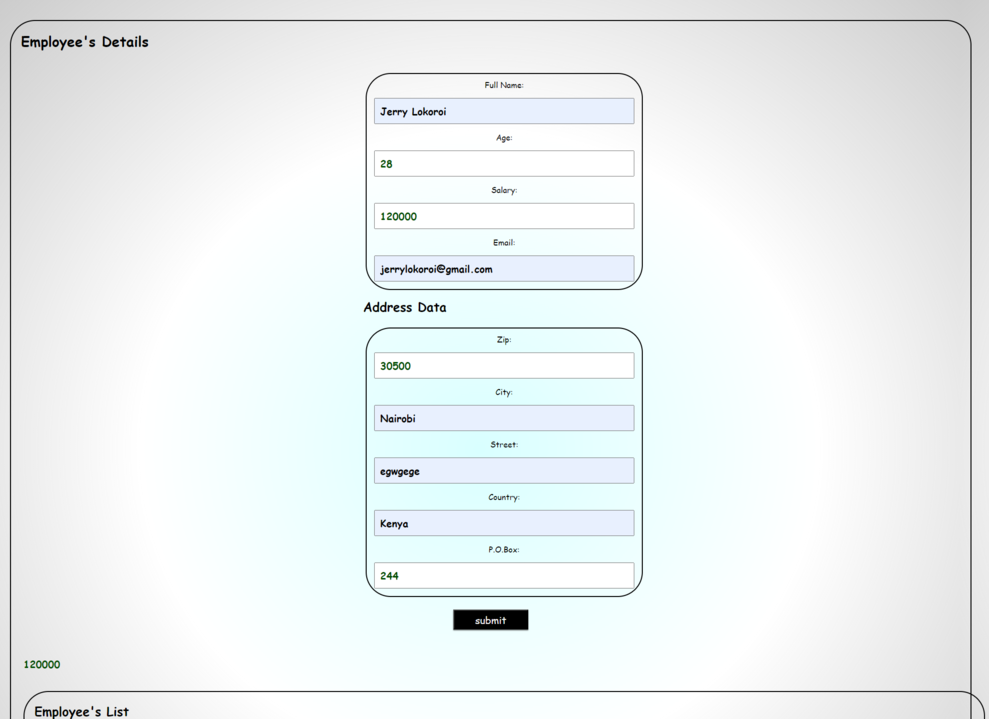 Employee's Details
Full Name:
Jerry Lokoroi
Age:
28
Salary:
120000
Email:
jerrylokoroi@gmail.com
Address Data
Zip:
30500
City:
Nairobi
Street:
egwgege
Country:
Kenya
P.O.Box:
244
submit
120000
Employee's List